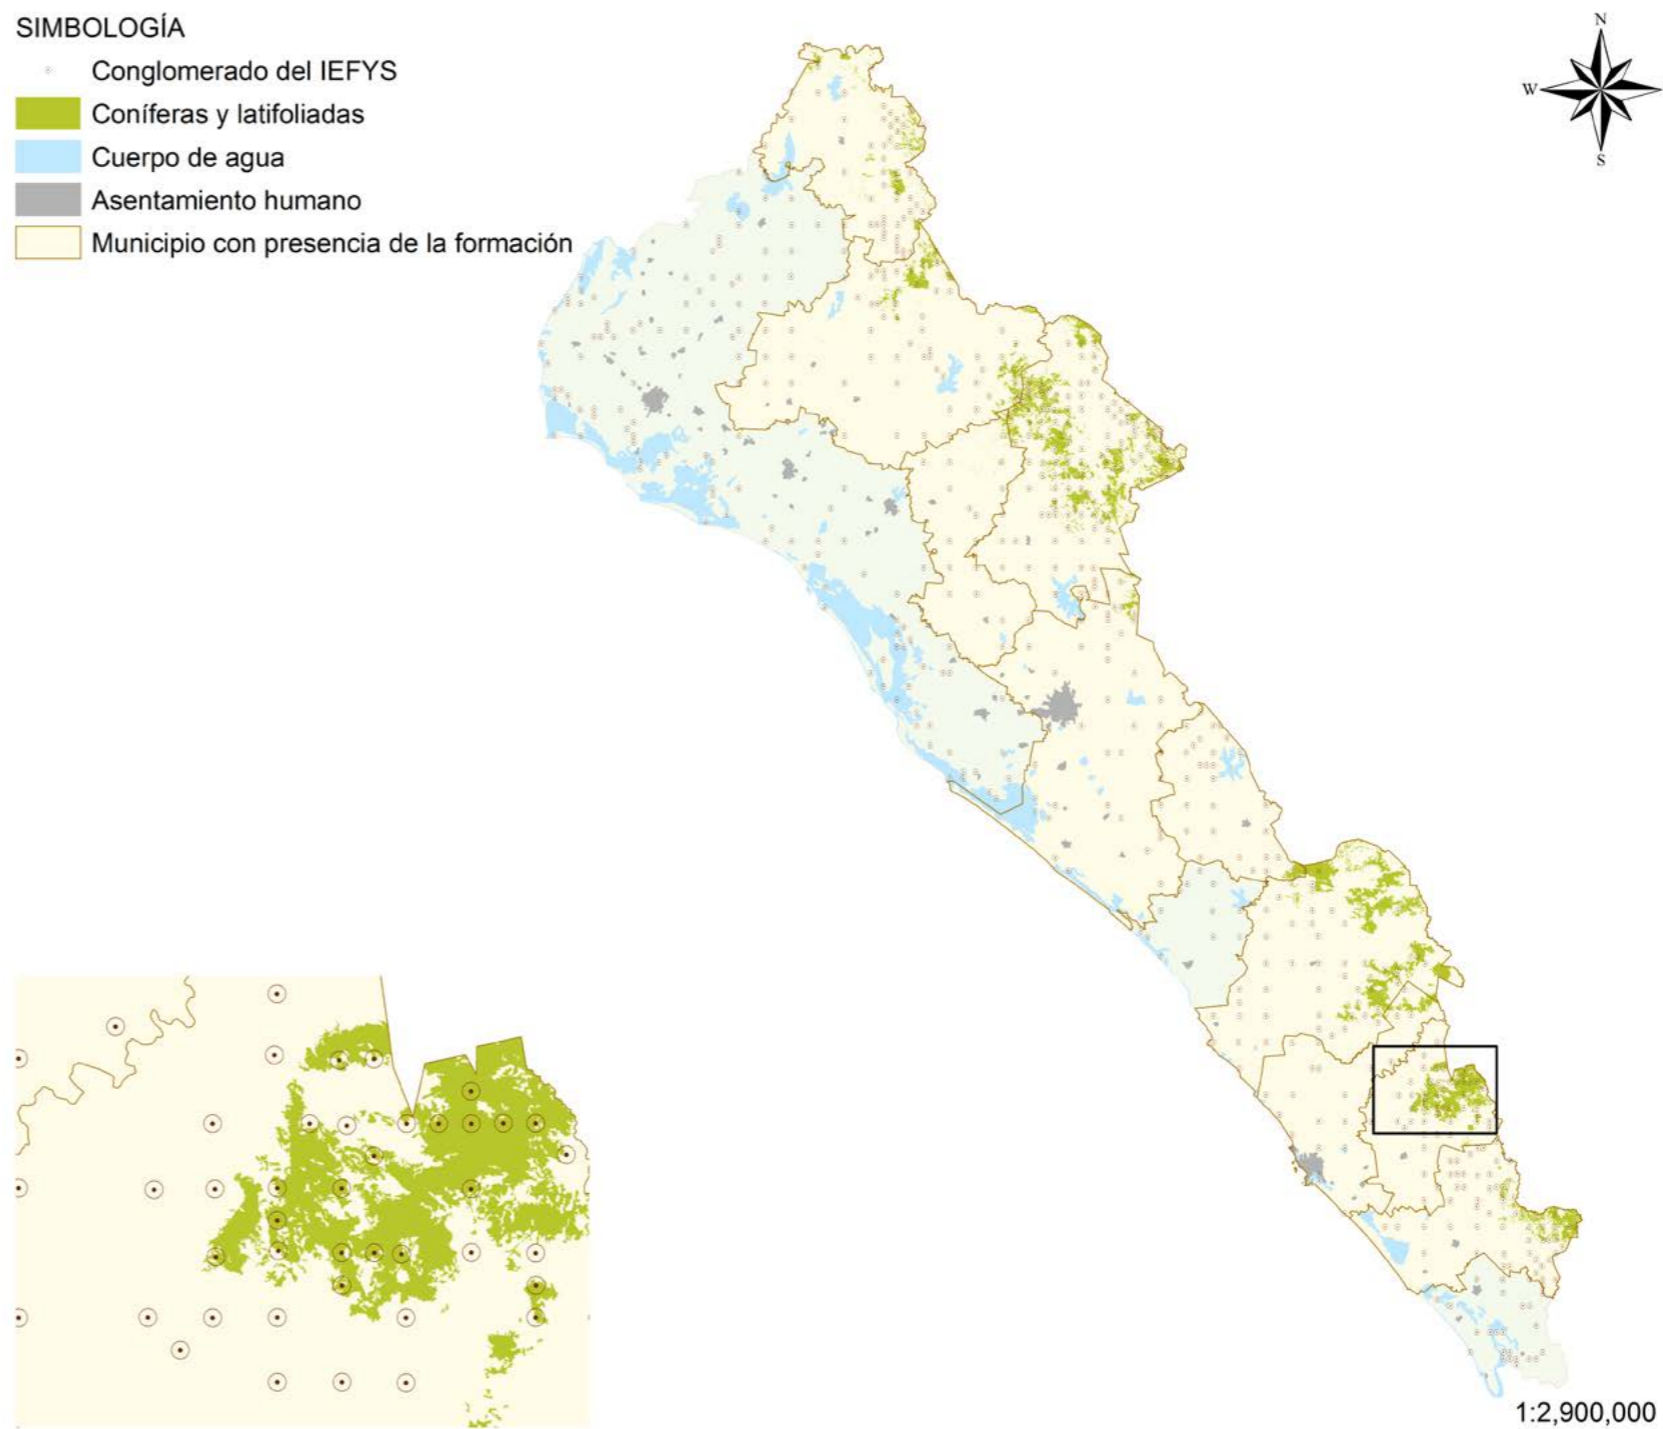 SIMBOLOGÍA
Conglomerado del IEFYS
Coníferas y latifoliadas
Cuerpo de agua
Asentamiento humano
Municipio con presencia de la formación
N
W
S
1:2,900,000